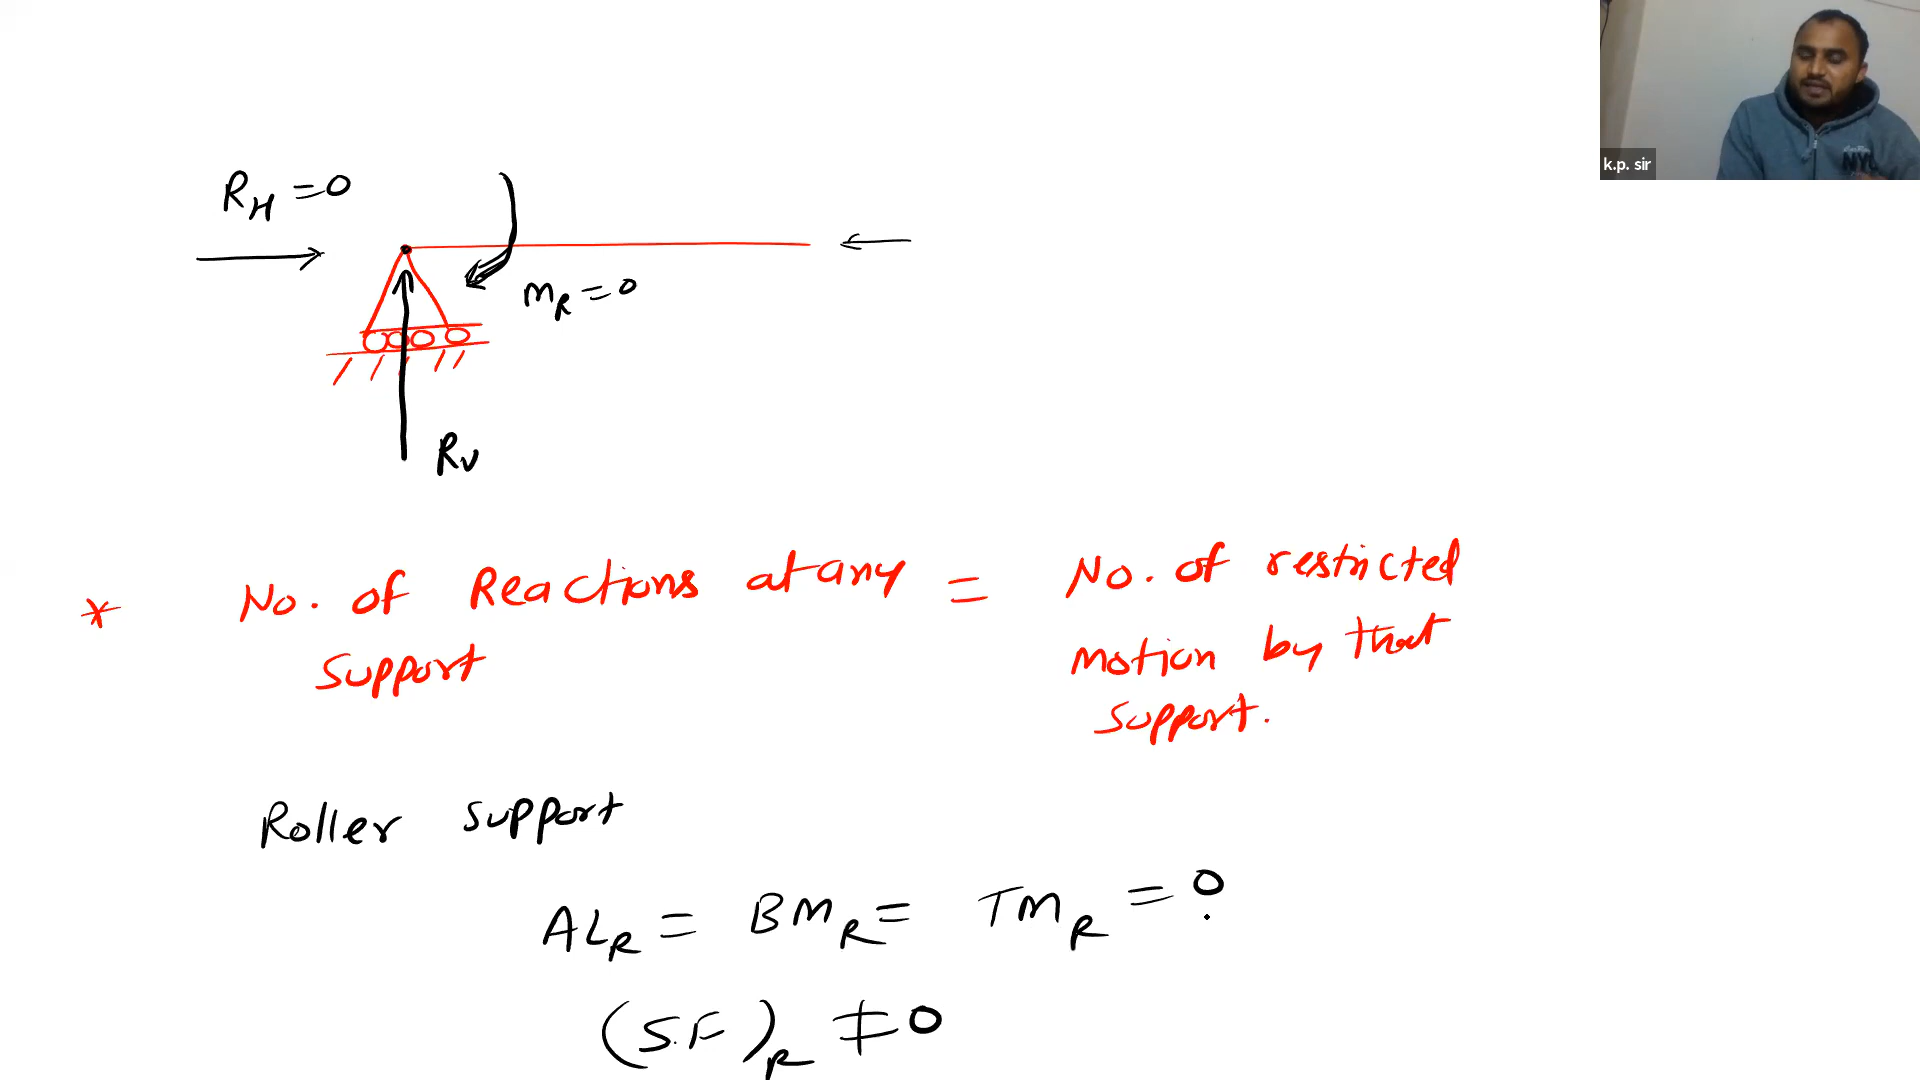 k.p. sir
R_H = 0
M_R = 0
R_V
* No. of Reactions at any = No. of restricted
support motion by that
support.
Roller support
AL_R = BM_R = TM_R = 0
(S.F)_R ≠ 0
NYC